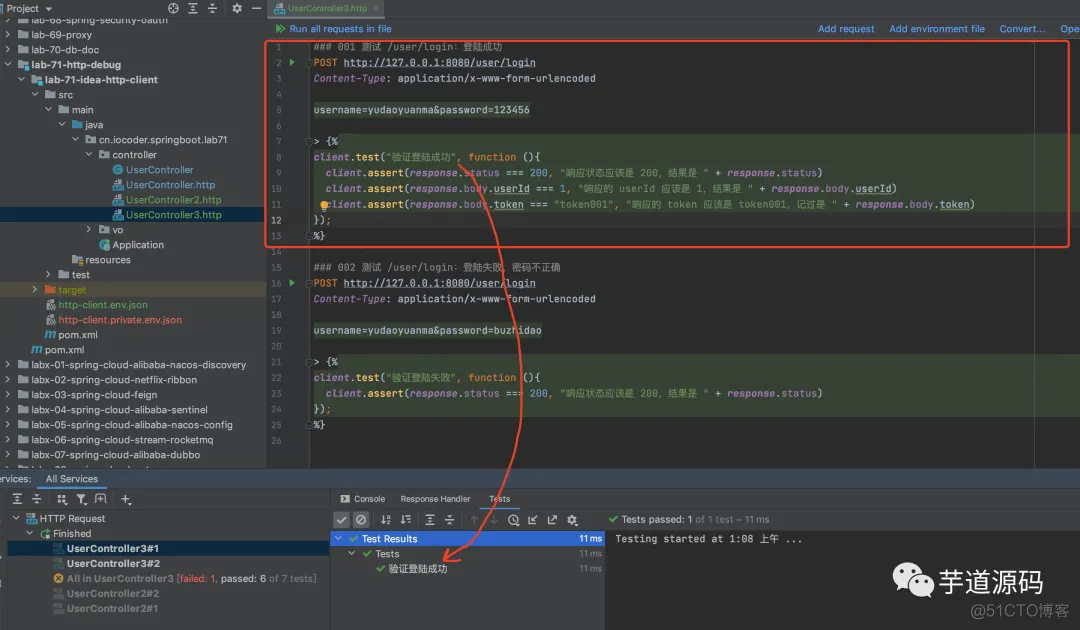 Project
UserController3.http
lab-68-spring-security-oauth
lab-69-proxy
lab-70-db-doc
lab-71-http-debug
lab-71-idea-http-client
src
main
java
cn.iocoder.springboot.lab71
controller
UserController
UserController.http
UserController2.http
UserController3.http
vo
Application
resources
test
target
http-client.env.json
http-client.private.env.json
pom.xml
pom.xml
labx-01-spring-cloud-alibaba-nacos-discovery
labx-02-spring-cloud-netflix-ribbon
labx-03-spring-cloud-feign
labx-04-spring-cloud-alibaba-sentinel
labx-05-spring-cloud-alibaba-nacos-config
labx-06-spring-cloud-stream-rocketmq
labx-07-spring-cloud-alibaba-dubbo
Run all requests in file
Add request Add environment file Convert... Ope
1 ### 001 测试 /user/login：登陆成功
2 POST http://127.0.0.1:8080/user/login
3 Content-Type: application/x-www-form-urlencoded
4
5 username=yudaoyuanma&password=123456
6
7 > {%
8 client.test("验证登陆成功", function (){
9 client.assert(response.status === 200, "响应状态应该是 200，结果是 " + response.status)
10 client.assert(response.body.userId === 1, "响应的 userId 应该是 1，结果是 " + response.body.userId)
11 client.assert(response.body.token === "token001", "响应的 token 应该是 token001，记过是 " + response.body.token)
12 });
13 %}
14
15 ### 002 测试 /user/login：登陆失败，密码不正确
16 POST http://127.0.0.1:8080/user/login
17 Content-Type: application/x-www-form-urlencoded
18
19 username=yudaoyuanma&password=buzhidao
20
21 > {%
22 client.test("验证登陆失败", function (){
23 client.assert(response.status === 200, "响应状态应该是 200，结果是 " + response.status)
24 });
25 %}
26
ervices: All Services
HTTP Request
Finished
UserController3#1
UserController3#2
All in UserController3 [failed: 1, passed: 6 of 7 tests]
UserController2#2
UserController2#1
Console Response Handler Tests
Tests passed: 1 of 1 test – 11 ms
Test Results 11 ms
Tests 11 ms
验证登陆成功 11 ms
Testing started at 1:08 上午 ...
芋道源码
@51CTO博客